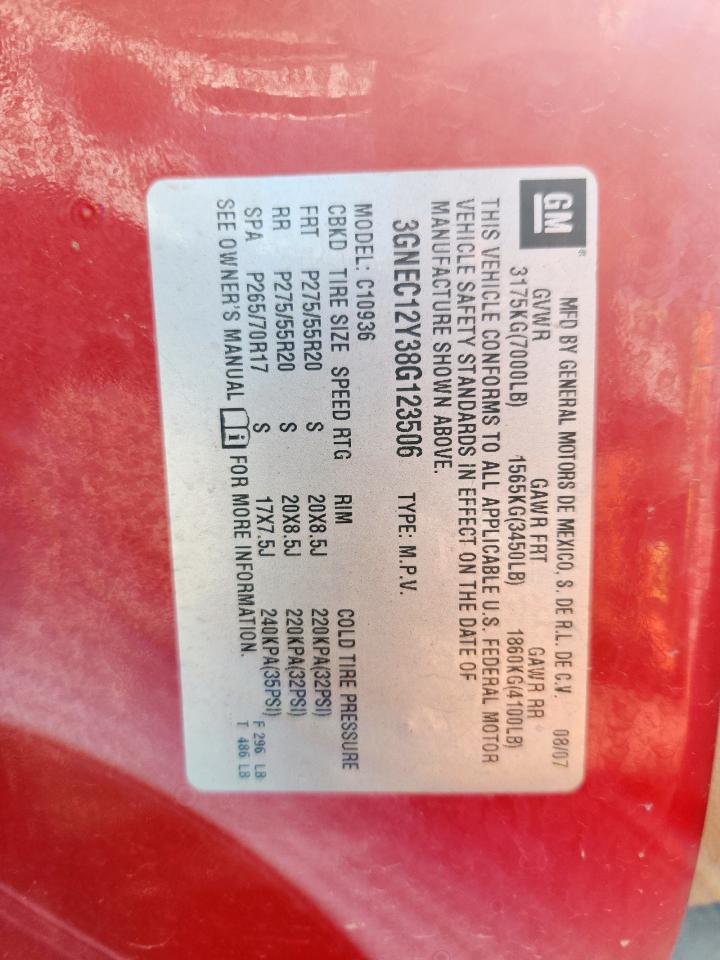 GM
MFD BY GENERAL MOTORS DE MEXICO, S. DE R.L. DE C.V. 08/07
GVWR GAWR FRT GAWR RR
3175KG(7000LB) 1565KG(3450LB) 1860KG(4100LB)
THIS VEHICLE CONFORMS TO ALL APPLICABLE U.S. FEDERAL MOTOR
VEHICLE SAFETY STANDARDS IN EFFECT ON THE DATE OF
MANUFACTURE SHOWN ABOVE.
3GNEC12Y38G123506 TYPE: M.P.V.
MODEL: C10936
CBKD TIRE SIZE SPEED RTG RIM COLD TIRE PRESSURE
FRT P275/55R20 S 20X8.5J 220KPA(32PSI)
RR P275/55R20 S 20X8.5J 220KPA(32PSI)
SPA P265/70R17 S 17X7.5J 240KPA(35PSI)
SEE OWNER'S MANUAL i FOR MORE INFORMATION.
F 296 LB
T 486 LB